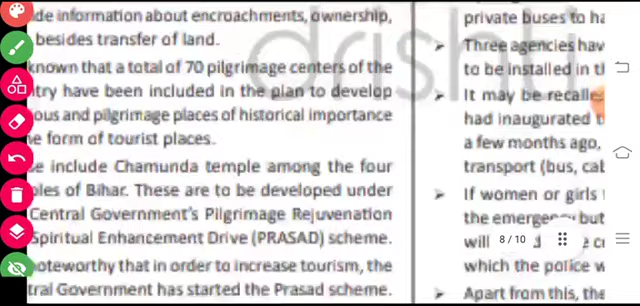 de information about encroachments, ownership,
besides transfer of land.
known that a total of 70 pilgrimage centers of the
try have been included in the plan to develop
ous and pilgrimage places of historical importance
e form of tourist places.
se include Chamunda temple among the four
ples of Bihar. These are to be developed under
Central Government's Pilgrimage Rejuvenation
Spiritual Enhancement Drive (PRASAD) scheme.
noteworthy that in order to increase tourism, the
tral Government has started the Prasad scheme.
private buses to ha
➤ Three agencies hav
to be installed in t
➤ It may be recalle
had inaugurated t
a few months ago,
transport (bus, cab
➤ If women or girls
the emergency but
will
which the police w
➤ Apart from this, the
drishti
8 / 10